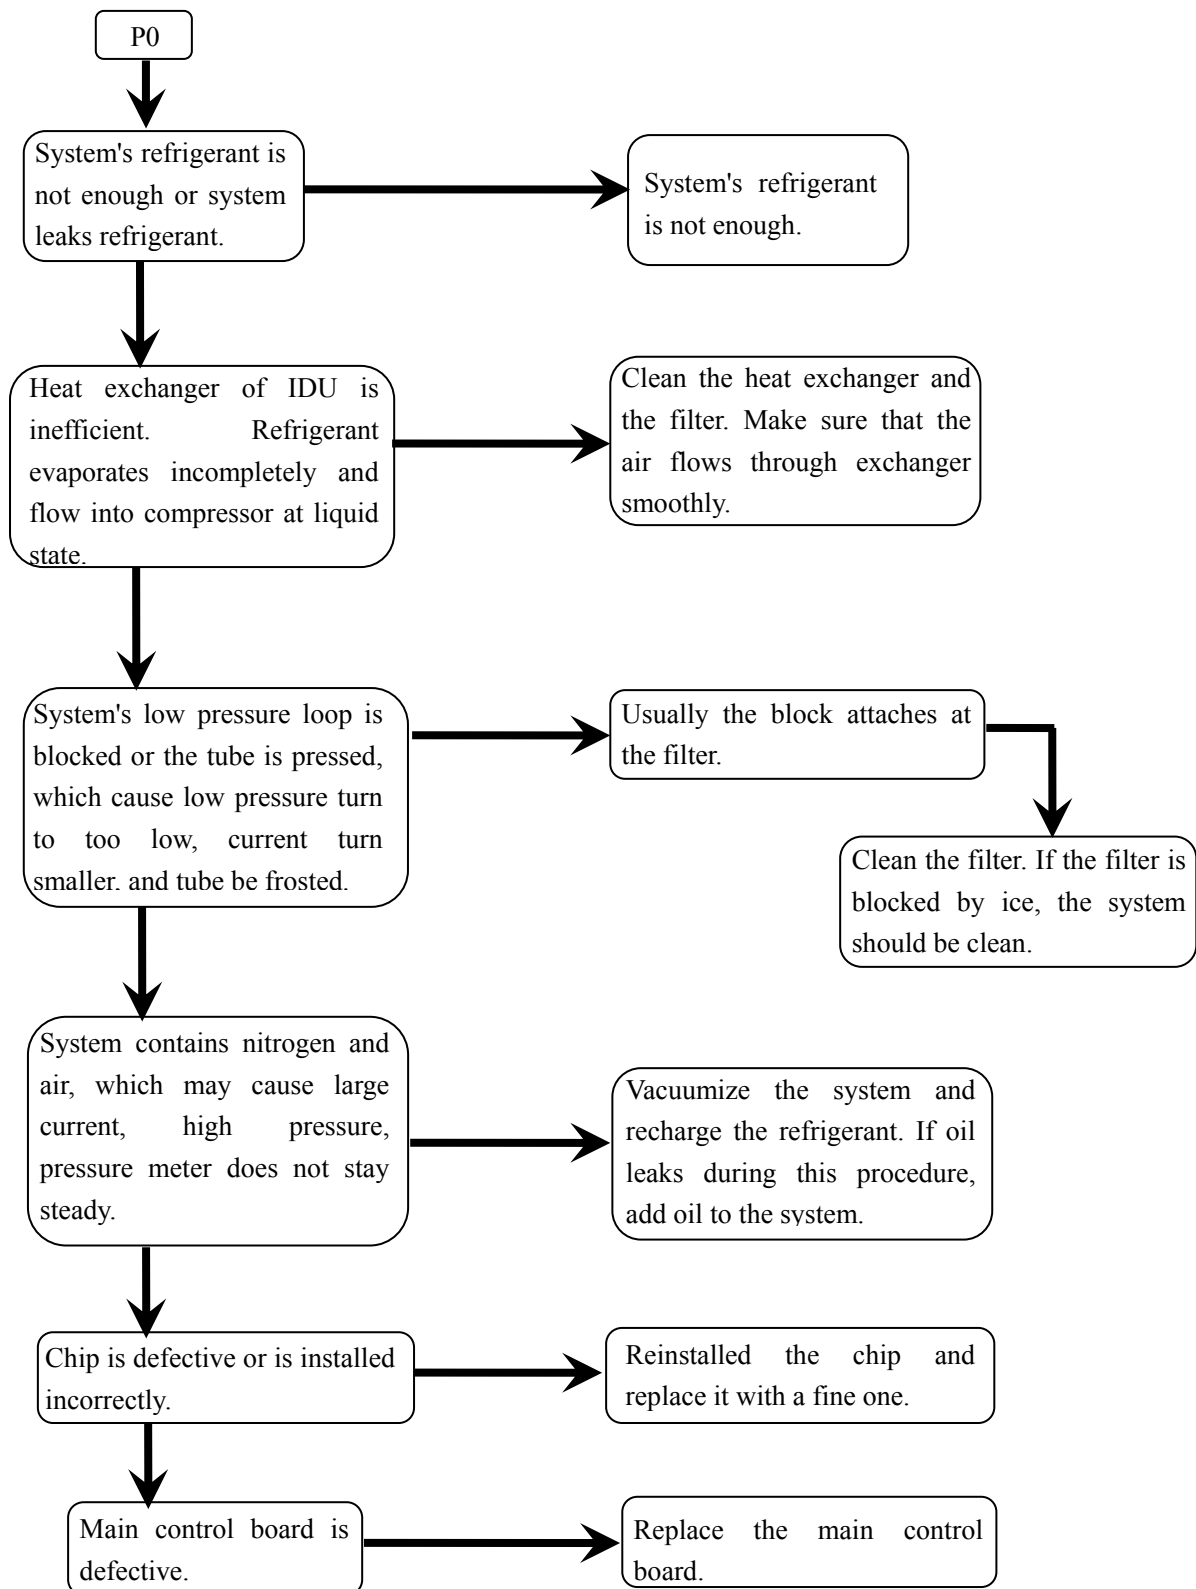 P0
System's refrigerant is
not enough or system
leaks refrigerant.
System's refrigerant
is not enough.
Heat exchanger of IDU is
inefficient. Refrigerant
evaporates incompletely and
flow into compressor at liquid
state.
Clean the heat exchanger and
the filter. Make sure that the
air flows through exchanger
smoothly.
System's low pressure loop is
blocked or the tube is pressed,
which cause low pressure turn
to too low, current turn
smaller. and tube be frosted.
Usually the block attaches at
the filter.
Clean the filter. If the filter is
blocked by ice, the system
should be clean.
System contains nitrogen and
air, which may cause large
current, high pressure,
pressure meter does not stay
steady.
Vacuumize the system and
recharge the refrigerant. If oil
leaks during this procedure,
add oil to the system.
Chip is defective or is installed
incorrectly.
Reinstalled the chip and
replace it with a fine one.
Main control board is
defective.
Replace the main control
board.